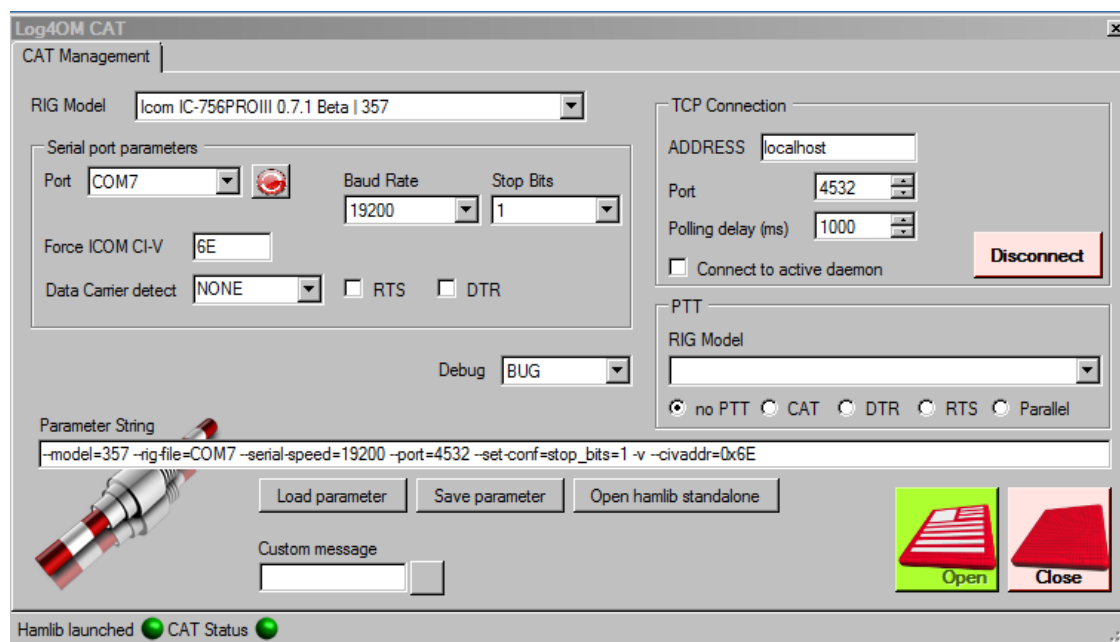 Log4OM CAT
CAT Management
RIG Model Icom IC-756PROIII 0.7.1 Beta | 357
Serial port parameters
Port COM7
Baud Rate Stop Bits
19200 1
Force ICOM CI-V 6E
Data Carrier detect NONE RTS DTR
Debug BUG
TCP Connection
ADDRESS localhost
Port 4532
Polling delay (ms) 1000
Connect to active daemon
Disconnect
PTT
RIG Model
no PTT CAT DTR RTS Parallel
Parameter String
--model=357 --rig-file=COM7 --serial-speed=19200 --port=4532 --set-conf=stop_bits=1 -v --civaddr=0x6E
Load parameter Save parameter Open hamlib standalone
Custom message
Open Close
Hamlib launched CAT Status